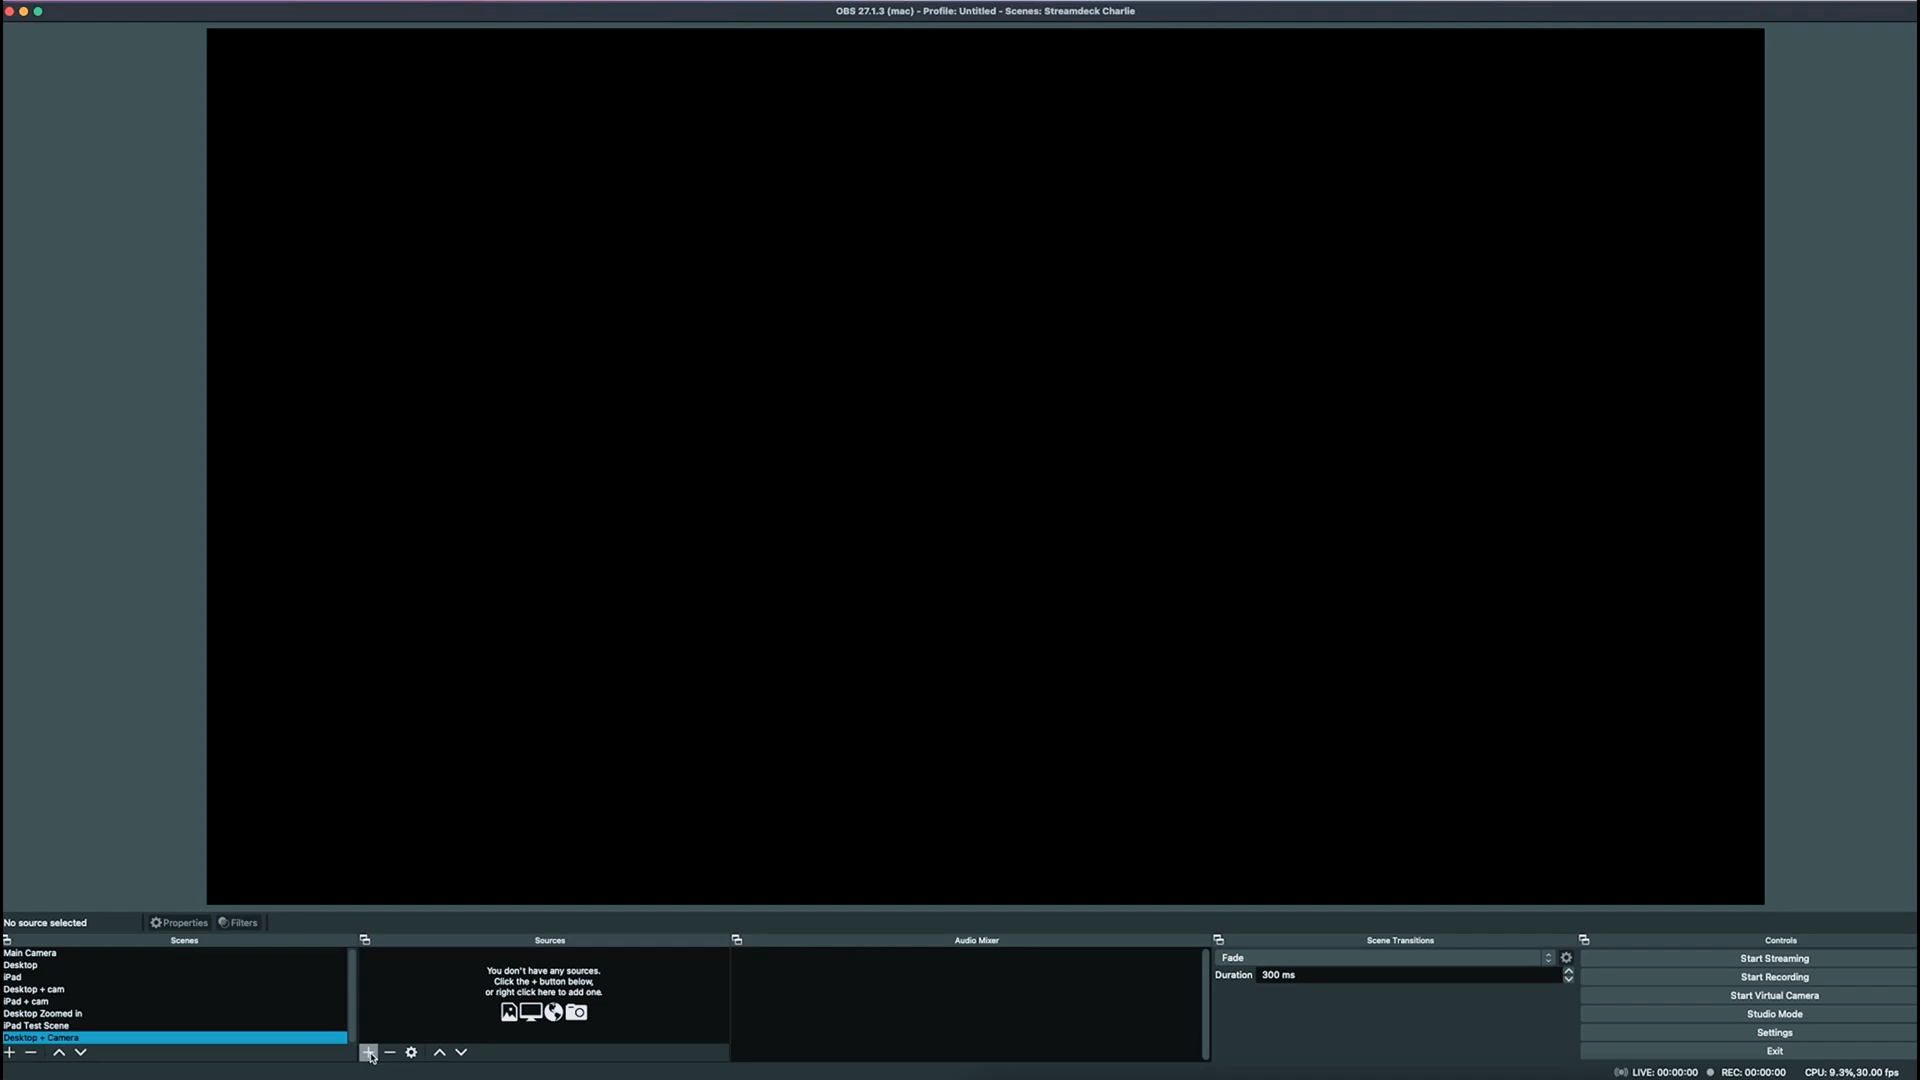 OBS 27.1.3 (mac) - Profile: Untitled - Scenes: Streamdeck Charlie
No source selected
Properties
Filters
Scenes
Main Camera
Desktop
iPad
Desktop + cam
iPad + cam
Desktop Zoomed in
iPad Test Scene
Desktop + Camera
Sources
You don't have any sources.
Click the + button below,
or right click here to add one.
Audio Mixer
Scene Transitions
Fade
Duration 300 ms
Controls
Start Streaming
Start Recording
Start Virtual Camera
Studio Mode
Settings
Exit
LIVE: 00:00:00 REC: 00:00:00 CPU: 9.3%,30.00 fps